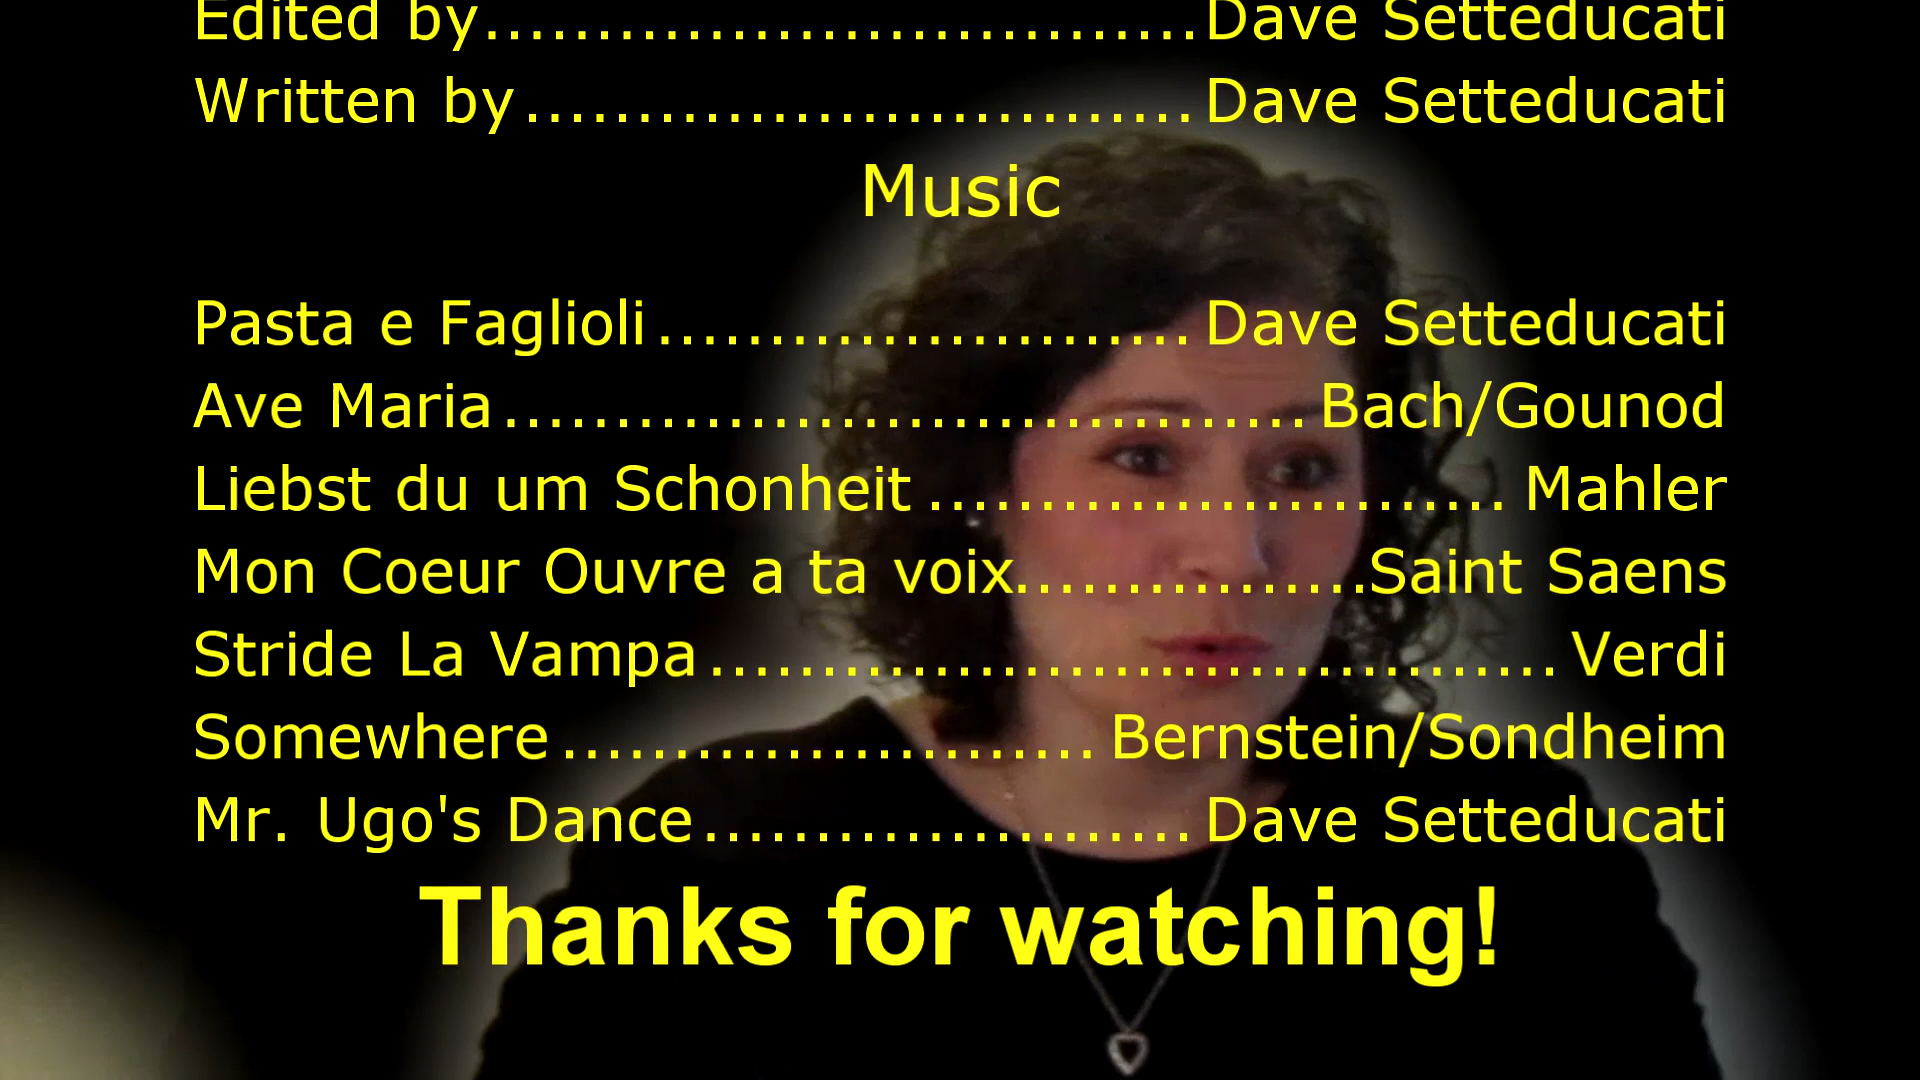 Edited by................................Dave Setteducati
Written by..............................Dave Setteducati
Music
Pasta e Faglioli........................Dave Setteducati
Ave Maria....................................Bach/Gounod
Liebst du um Schonheit..........................Mahler
Mon Coeur Ouvre a ta voix................Saint Saens
Stride La Vampa......................................Verdi
Somewhere........................Bernstein/Sondheim
Mr. Ugo's Dance......................Dave Setteducati
Thanks for watching!